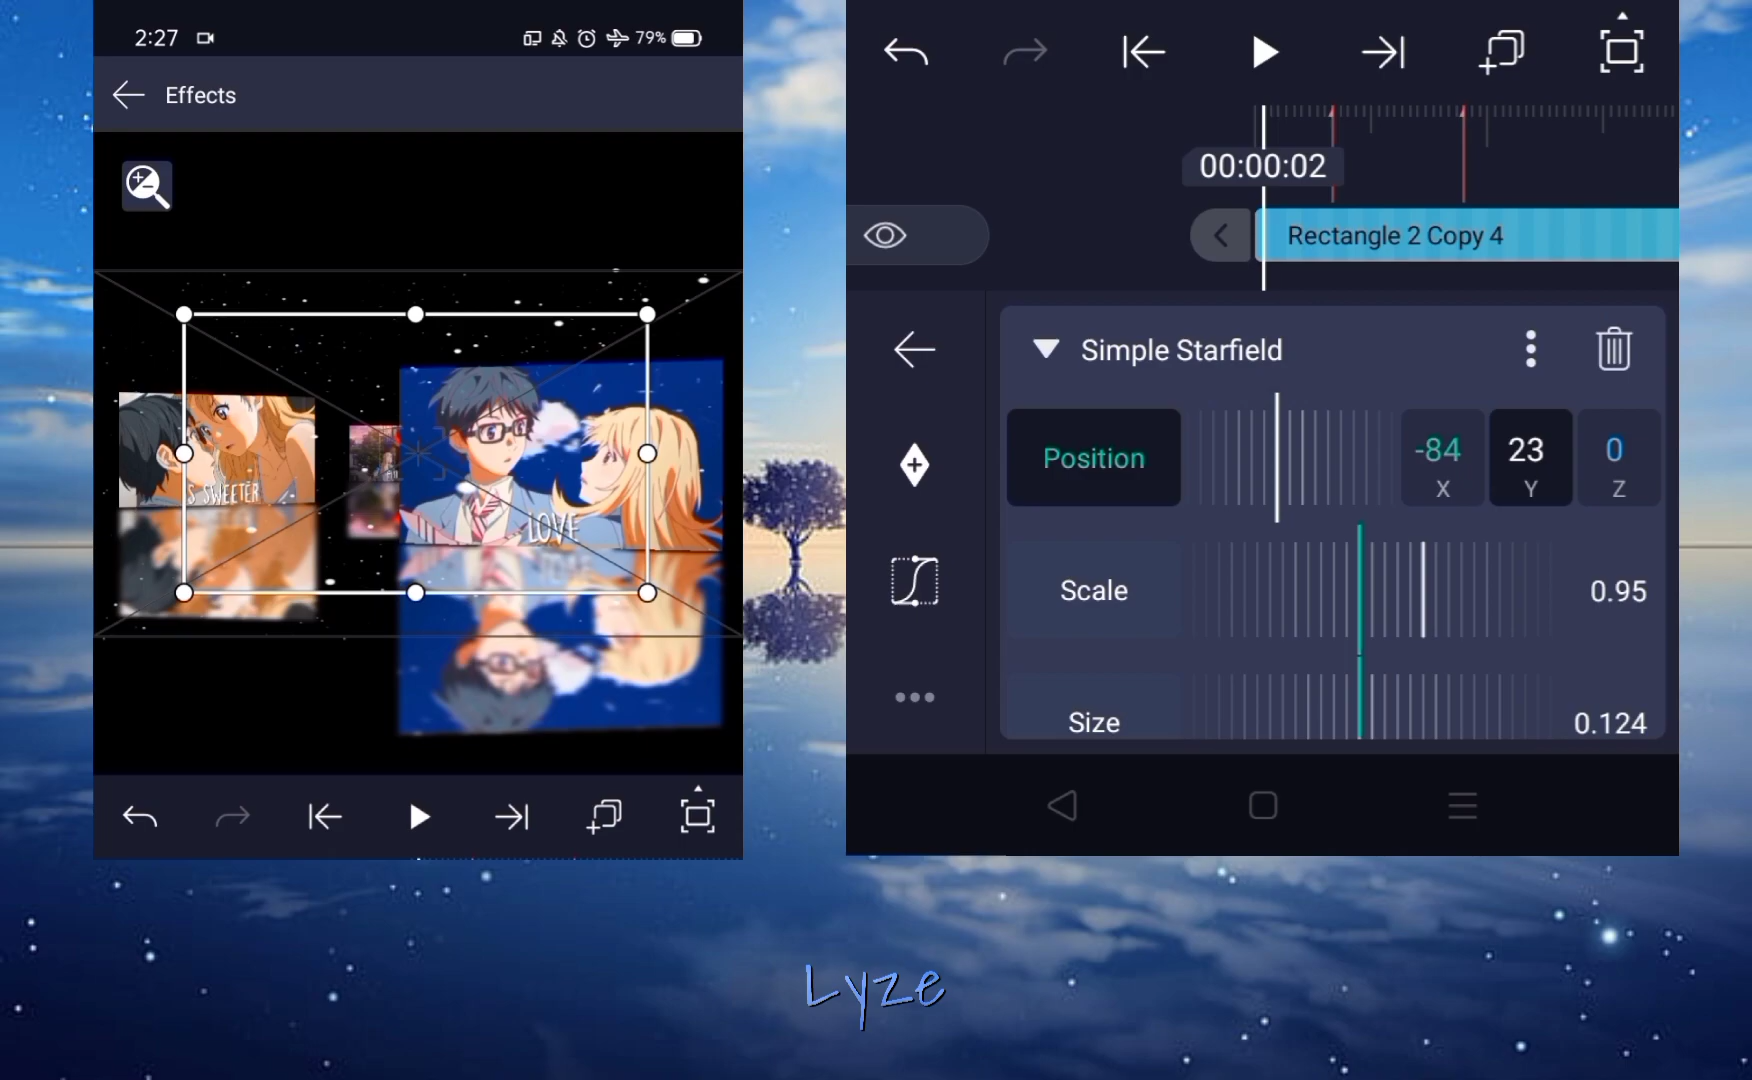 2:27
79%
Effects
S SWEETER
LOVE
00:00:02
Rectangle 2 Copy 4
Simple Starfield
Position
-84
23
0
X
Y
Z
Scale
0.95
Size
0.124
Lyze